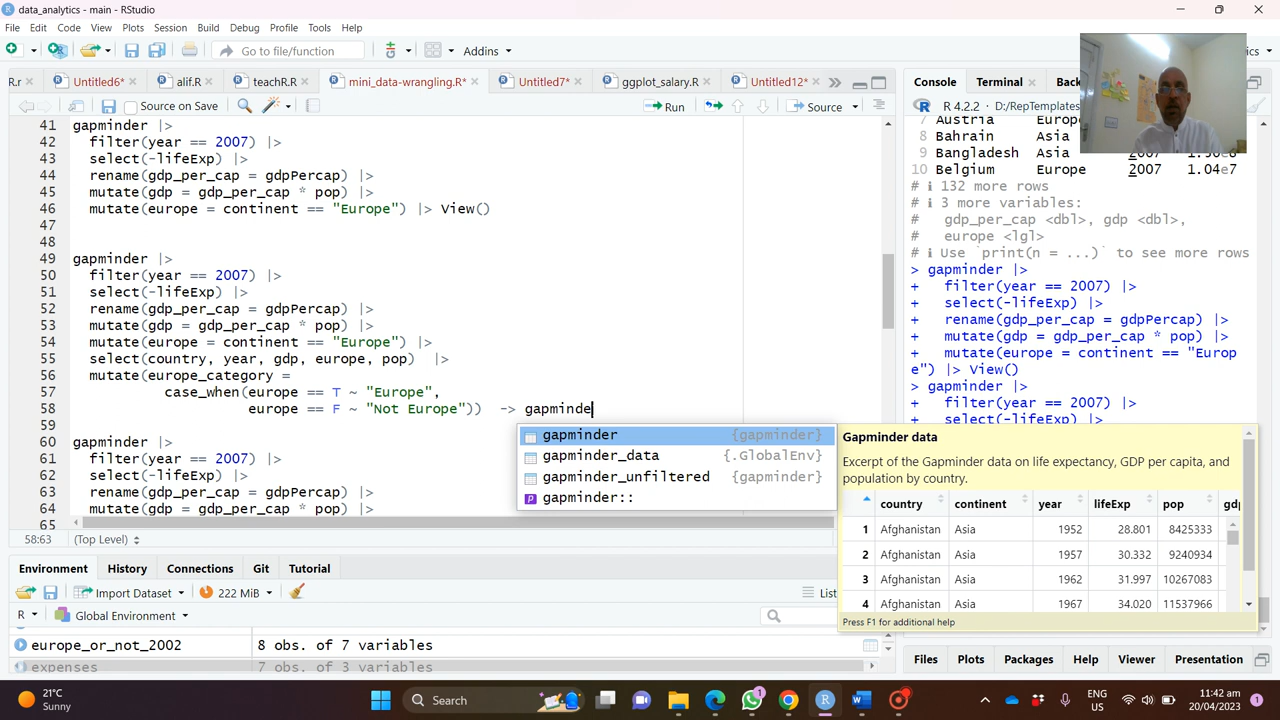 data_analytics - main - RStudio
File Edit Code View Plots Session Build Debug Profile Tools Help
Go to file/function Addins
R.r Untitled6* alif.R teachR.R mini_data-wrangling.R* Untitled7* ggplot_salary.R Untitled12*
Source on Save Run Source
41 gapminder |>
42 filter(year == 2007) |>
43 select(-lifeExp) |>
44 rename(gdp_per_cap = gdpPercap) |>
45 mutate(gdp = gdp_per_cap * pop) |>
46 mutate(europe = continent == "Europe") |> View()
47
48
49 gapminder |>
50 filter(year == 2007) |>
51 select(-lifeExp) |>
52 rename(gdp_per_cap = gdpPercap) |>
53 mutate(gdp = gdp_per_cap * pop) |>
54 mutate(europe = continent == "Europe") |>
55 select(country, year, gdp, europe, pop) |>
56 mutate(europe_category =
57 case_when(europe == T ~ "Europe",
58 europe == F ~ "Not Europe")) -> gapminde
59
60 gapminder |>
61 filter(year == 2007) |>
62 select(-lifeExp) |>
63 rename(gdp_per_cap = gdpPercap) |>
64 mutate(gdp = gdp_per_cap * pop) |>
65
gapminder {gapminder}
gapminder_data {.GlobalEnv}
gapminder_unfiltered {gapminder}
gapminder::
58:63 (Top Level)
Environment History Connections Git Tutorial
Import Dataset 222 MiB List
R Global Environment
europe_or_not_2002 8 obs. of 7 variables
expenses 7 obs. of 3 variables
Console Terminal Back
R 4.2.2 · D:/RepTemplates
7 Austria Europe
8 Bahrain Asia
9 Bangladesh Asia 2007
10 Belgium Europe 2007 1.04e7
# ℹ 132 more rows
# ℹ 3 more variables:
# gdp_per_cap <dbl>, gdp <dbl>,
# europe <lgl>
# ℹ Use `print(n = ...)` to see more rows
> gapminder |>
+ filter(year == 2007) |>
+ select(-lifeExp) |>
+ rename(gdp_per_cap = gdpPercap) |>
+ mutate(gdp = gdp_per_cap * pop) |>
+ mutate(europe = continent == "Europ
e") |> View()
> gapminder |>
+ filter(year == 2007) |>
+ select(-lifeExp) |>
Gapminder data
Excerpt of the Gapminder data on life expectancy, GDP per capita, and
population by country.
country continent year lifeExp pop gdp
1 Afghanistan Asia 1952 28.801 8425333
2 Afghanistan Asia 1957 30.332 9240934
3 Afghanistan Asia 1962 31.997 10267083
4 Afghanistan Asia 1967 34.020 11537966
Press F1 for additional help
Files Plots Packages Help Viewer Presentation
21°C
Sunny
Search
ENG
US
11:42 am
20/04/2023